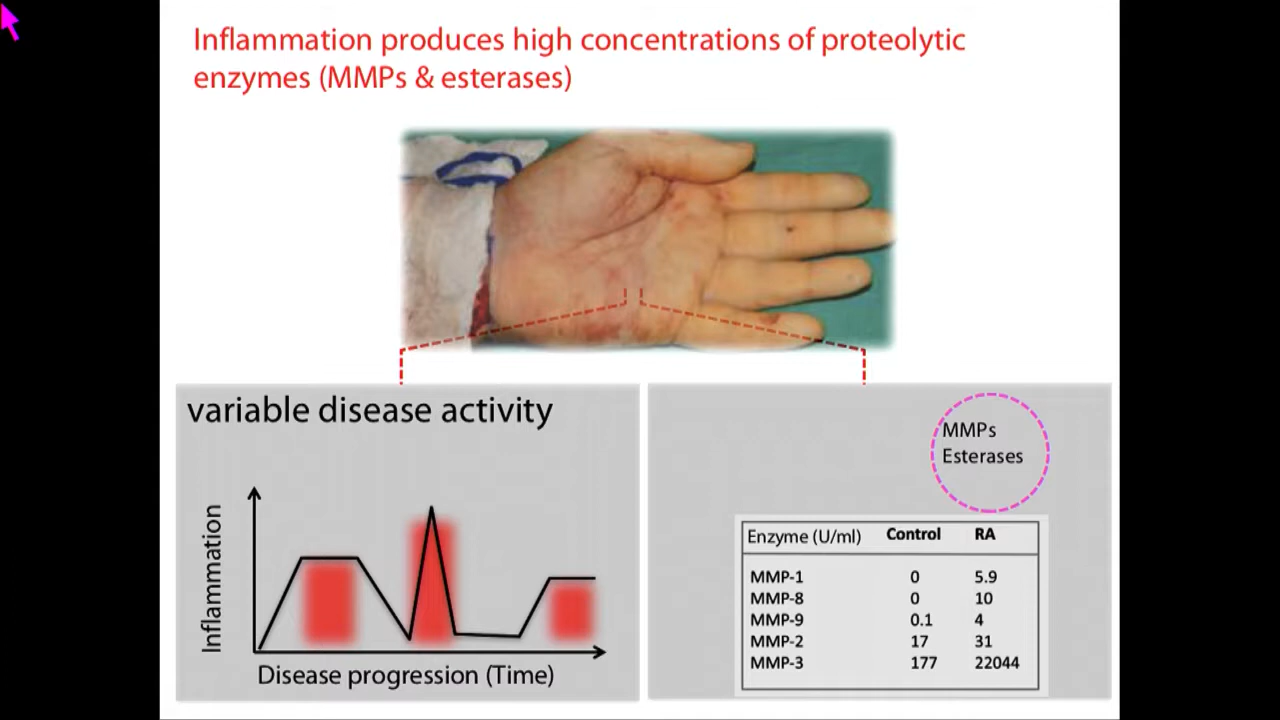 Inflammation produces high concentrations of proteolytic
enzymes (MMPs & esterases)
variable disease activity
Inflammation
Disease progression (Time)
MMPs
Esterases
Enzyme (U/ml) Control RA
MMP-1 0 5.9
MMP-8 0 10
MMP-9 0.1 4
MMP-2 17 31
MMP-3 177 22044